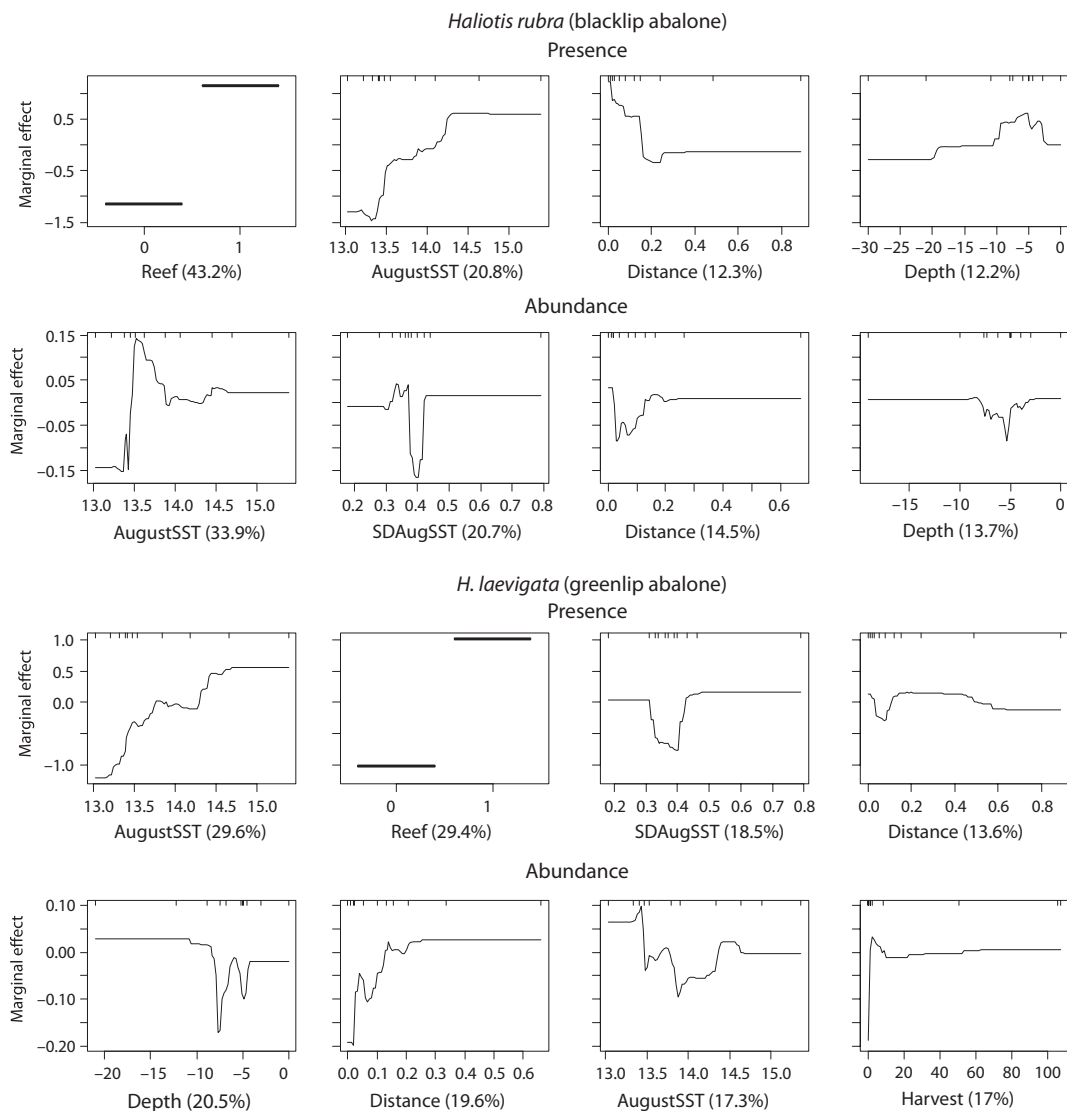 Haliotis rubra (blacklip abalone)
Presence
Marginal effect
0.5
−0.5
−1.5
0 1
13.0 13.5 14.0 14.5 15.0
0.0 0.2 0.4 0.6 0.8
−30 −25 −20 −15 −10 −5 0
Reef (43.2%)
AugustSST (20.8%)
Distance (12.3%)
Depth (12.2%)
Abundance
Marginal effect
0.15
0.05
−0.05
−0.15
13.0 13.5 14.0 14.5 15.0
0.2 0.3 0.4 0.5 0.6 0.7 0.8
0.0 0.2 0.4 0.6
−15 −10 −5 0
AugustSST (33.9%)
SDAugSST (20.7%)
Distance (14.5%)
Depth (13.7%)
H. laevigata (greenlip abalone)
Presence
Marginal effect
1.0
0.5
0.0
−1.0
13.0 13.5 14.0 14.5 15.0
0 1
0.2 0.3 0.4 0.5 0.6 0.7 0.8
0.0 0.2 0.4 0.6 0.8
AugustSST (29.6%)
Reef (29.4%)
SDAugSST (18.5%)
Distance (13.6%)
Abundance
Marginal effect
0.10
0.00
−0.10
−0.20
−20 −15 −10 −5 0
0.0 0.1 0.2 0.3 0.4 0.5 0.6
13.0 13.5 14.0 14.5 15.0
0 20 40 60 80 100
Depth (20.5%)
Distance (19.6%)
AugustSST (17.3%)
Harvest (17%)